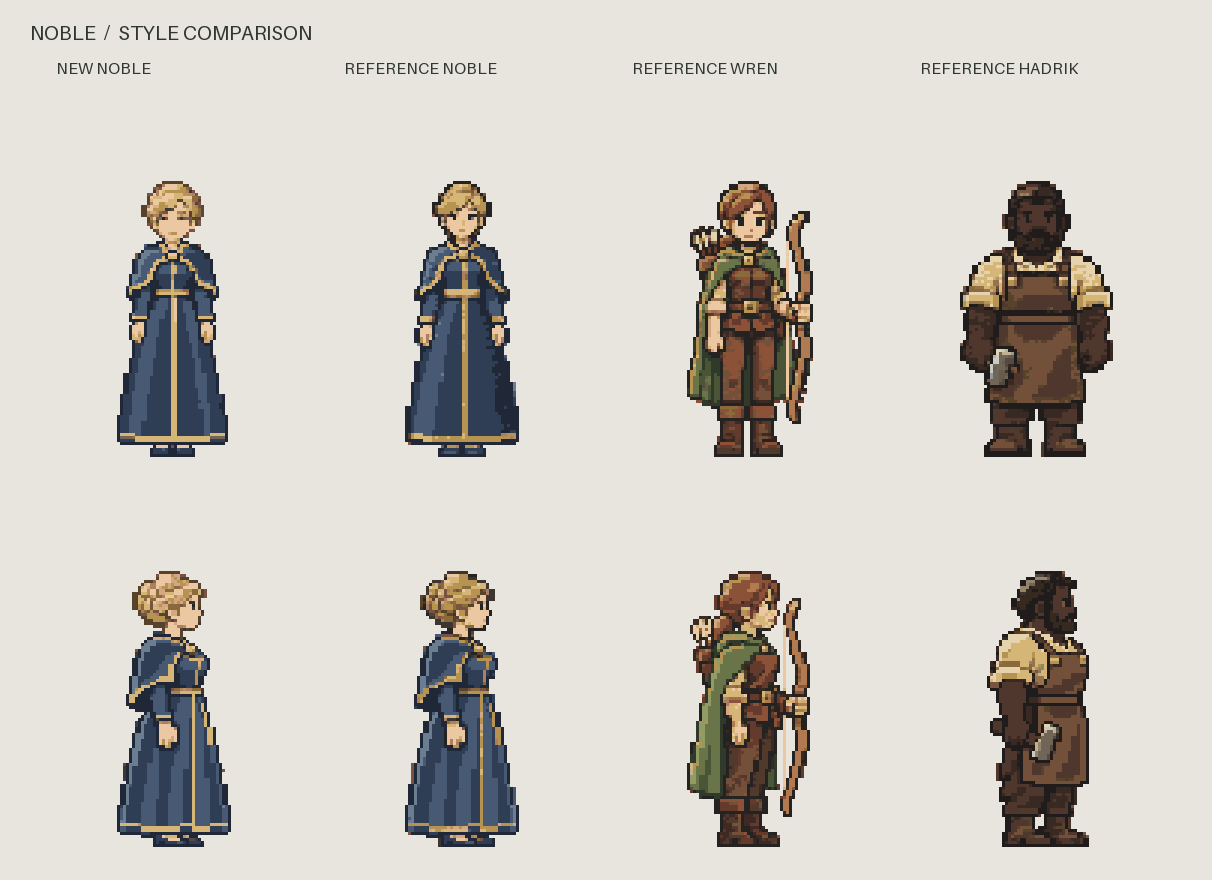 NOBLE / STYLE COMPARISON
NEW NOBLE
REFERENCE NOBLE
REFERENCE WREN
REFERENCE HADRIK